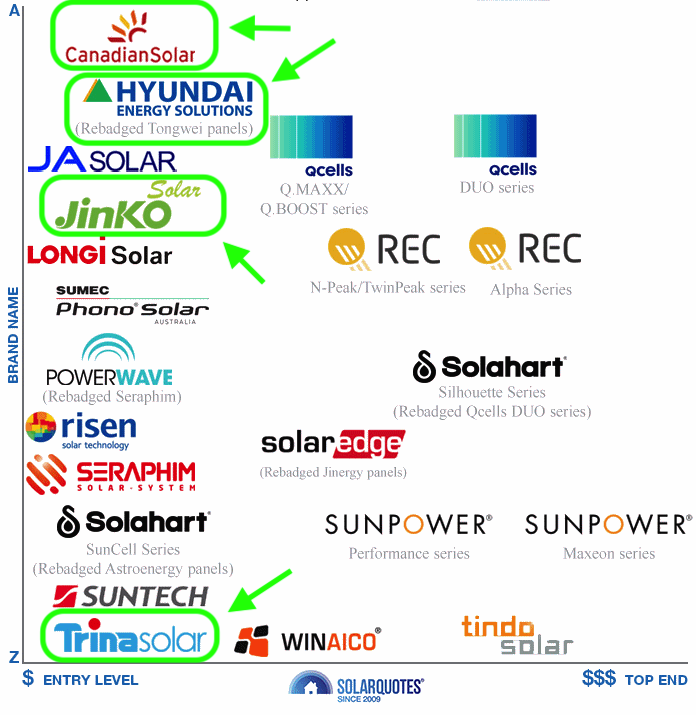 A
CanadianSolar
HYUNDAI
ENERGY SOLUTIONS
(Rebadged Tongwei panels)
JA SOLAR
qcells
Q.MAXX/
Q.BOOST series
qcells
DUO series
Solar
JinKO
LONGi Solar
REC
N-Peak/TwinPeak series
REC
Alpha Series
SUMEC
Phono® Solar
AUSTRALIA
BRAND NAME
POWERWAVE
(Rebadged Seraphim)
Solahart®
Silhouette Series
(Rebadged Qcells DUO series)
risen
solar technology
solaredge
(Rebadged Jinergy panels)
SERAPHIM
SOLAR-SYSTEM
Solahart®
SunCell Series
(Rebadged Astroenergy panels)
SUNPOWER®
Performance series
SUNPOWER®
Maxeon series
SUNTECH
Trinasolar
WINAICO®
tindo
solar
Z
$ ENTRY LEVEL
SOLARQUOTES®
SINCE 2009
$$$ TOP END